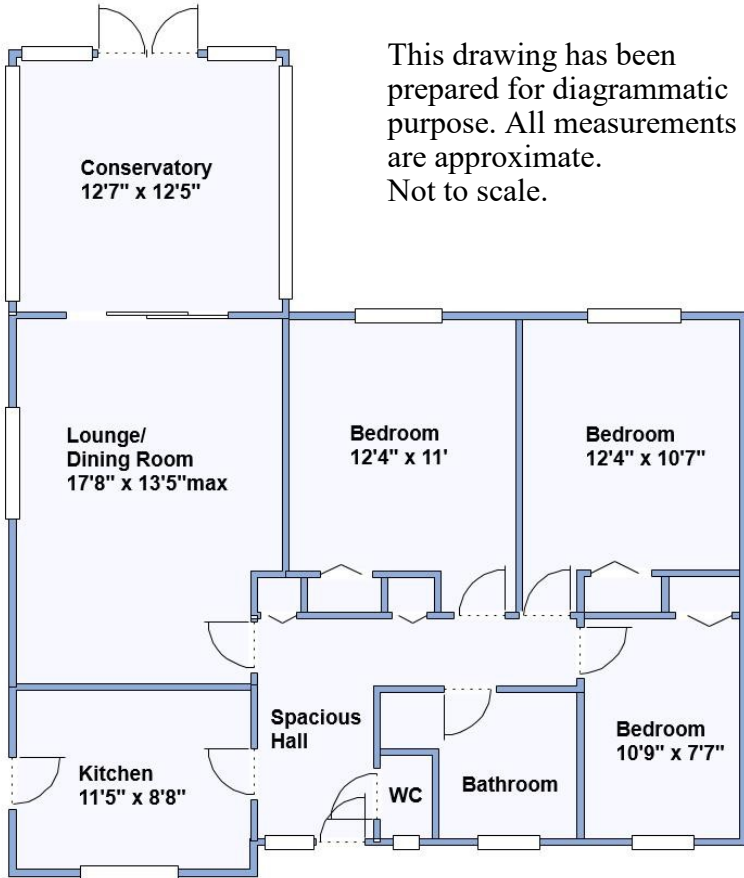 This drawing has been
prepared for diagrammatic
purpose. All measurements
are approximate.
Not to scale.
Conservatory
12'7" x 12'5"
Lounge/
Dining Room
17'8" x 13'5"max
Bedroom
12'4" x 11'
Bedroom
12'4" x 10'7"
Spacious
Hall
Bedroom
10'9" x 7'7"
Kitchen
11'5" x 8'8"
WC
Bathroom